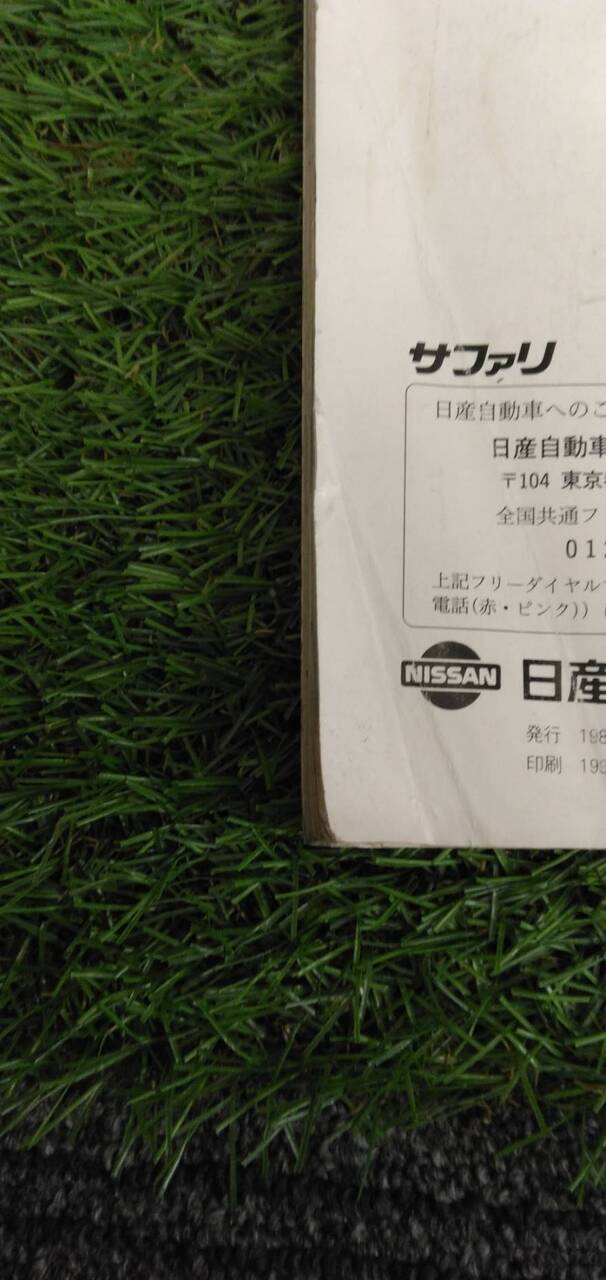 サファリ
日産自動車へのご
日産自動車
〒104 東京
全国共通フ
012
上記フリーダイヤル
電話(赤・ピンク))
NISSAN 日産
発行 198
印刷 199